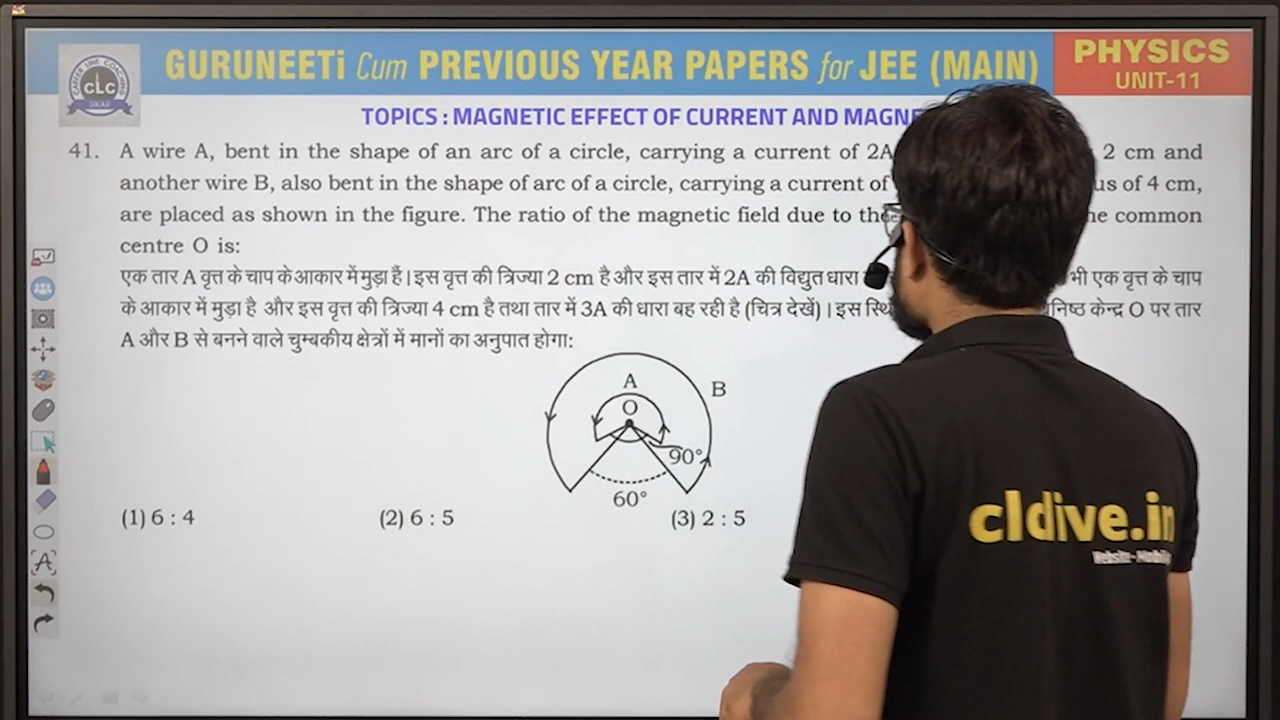 GURUNEETi Cum PREVIOUS YEAR PAPERS for JEE (MAIN)
PHYSICS
UNIT-11
CAREER LINE COACHING
CLC
SIKAR
TOPICS : MAGNETIC EFFECT OF CURRENT AND
41. A wire A, bent in the shape of an arc of a circle, carrying a current of 2A 2 cm and
another wire B, also bent in the shape of arc of a circle, carrying a current of of 4 cm,
are placed as shown in the figure. The ratio of the magnetic field due to common
centre O is:
एक तार A वृत्त के चाप के आकार में मुड़ा हैं। इस वृत्त की त्रिज्या 2 cm है और इस तार में 2A की विद्युत धारा भी एक वृत्त के चाप
के आकार में मुड़ा है और इस वृत्त की त्रिज्या 4 cm है तथा तार में 3A की धारा बह रही है (चित्र देखें) । इस केन्द्र O पर तार
A और B से बनने वाले चुम्बकीय क्षेत्रों में मानों का अनुपात होगा:
A
B
O
90°
60°
(1) 6 : 4 (2) 6 : 5 (3) 2 : 5
cldive.in